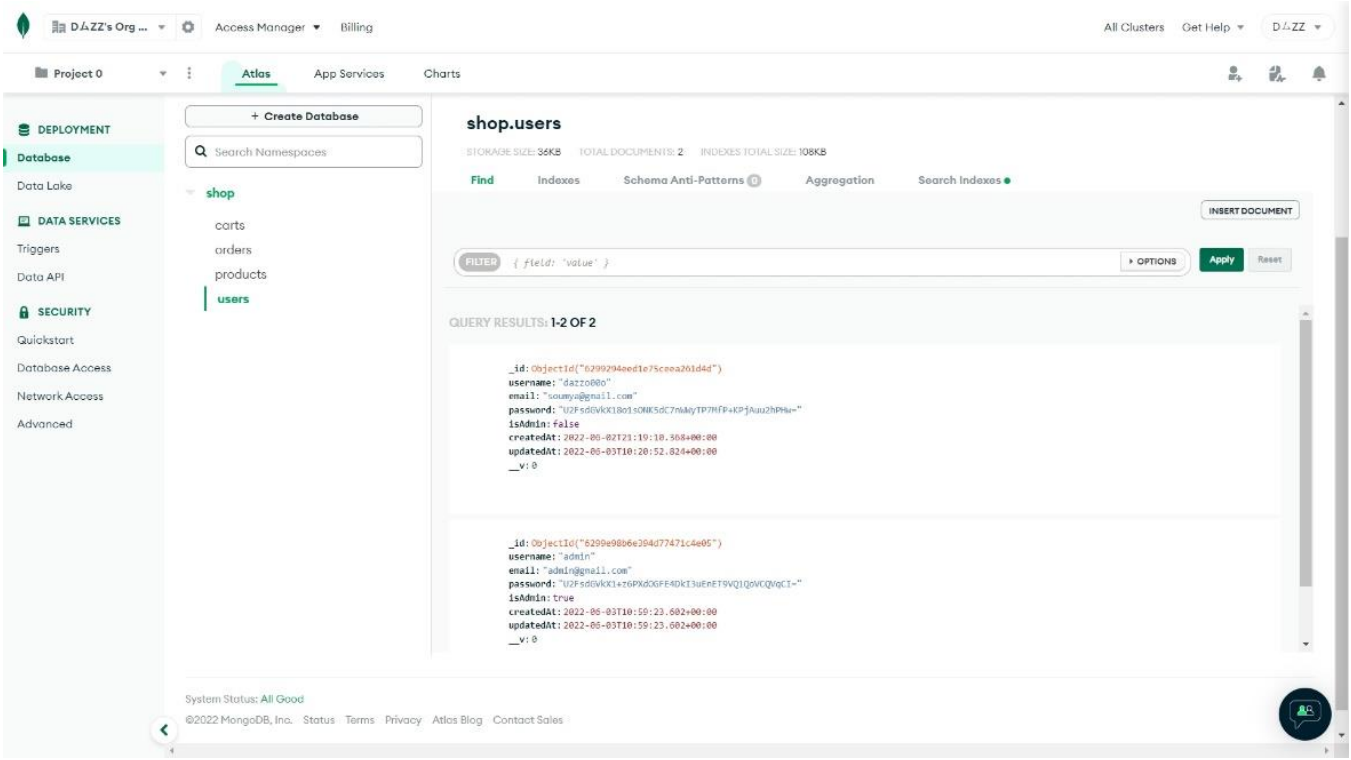 DΔZZ's Org ... Access Manager Billing All Clusters Get Help DΔZZ
Project 0 Atlas App Services Charts
DEPLOYMENT
Database
Data Lake
DATA SERVICES
Triggers
Data API
SECURITY
Quickstart
Database Access
Network Access
Advanced
+ Create Database
Search Namespaces
shop
carts
orders
products
users
shop.users
STORAGE SIZE: 36KB TOTAL DOCUMENTS: 2 INDEXES TOTAL SIZE: 108KB
Find Indexes Schema Anti-Patterns 0 Aggregation Search Indexes
INSERT DOCUMENT
FILTER { field: 'value' } OPTIONS Apply Reset
QUERY RESULTS: 1-2 OF 2
_id: ObjectId("6299294eed1e75ceea261d4d")
username: "dazzo00o"
email: "soumya@gmail.com"
password:
isAdmin: false
createdAt: 2022-06-02T21:19:10.368+00:00
updatedAt: 2022-06-03T10:20:52.824+00:00
__v: 0
_id: ObjectId("6299e98b6e394d77471c4e05")
username: "admin"
email: "admin@gmail.com"
password:
isAdmin: true
createdAt: 2022-06-03T10:59:23.602+00:00
updatedAt: 2022-06-03T10:59:23.602+00:00
__v: 0
System Status: All Good
©2022 MongoDB, Inc. Status Terms Privacy Atlas Blog Contact Sales